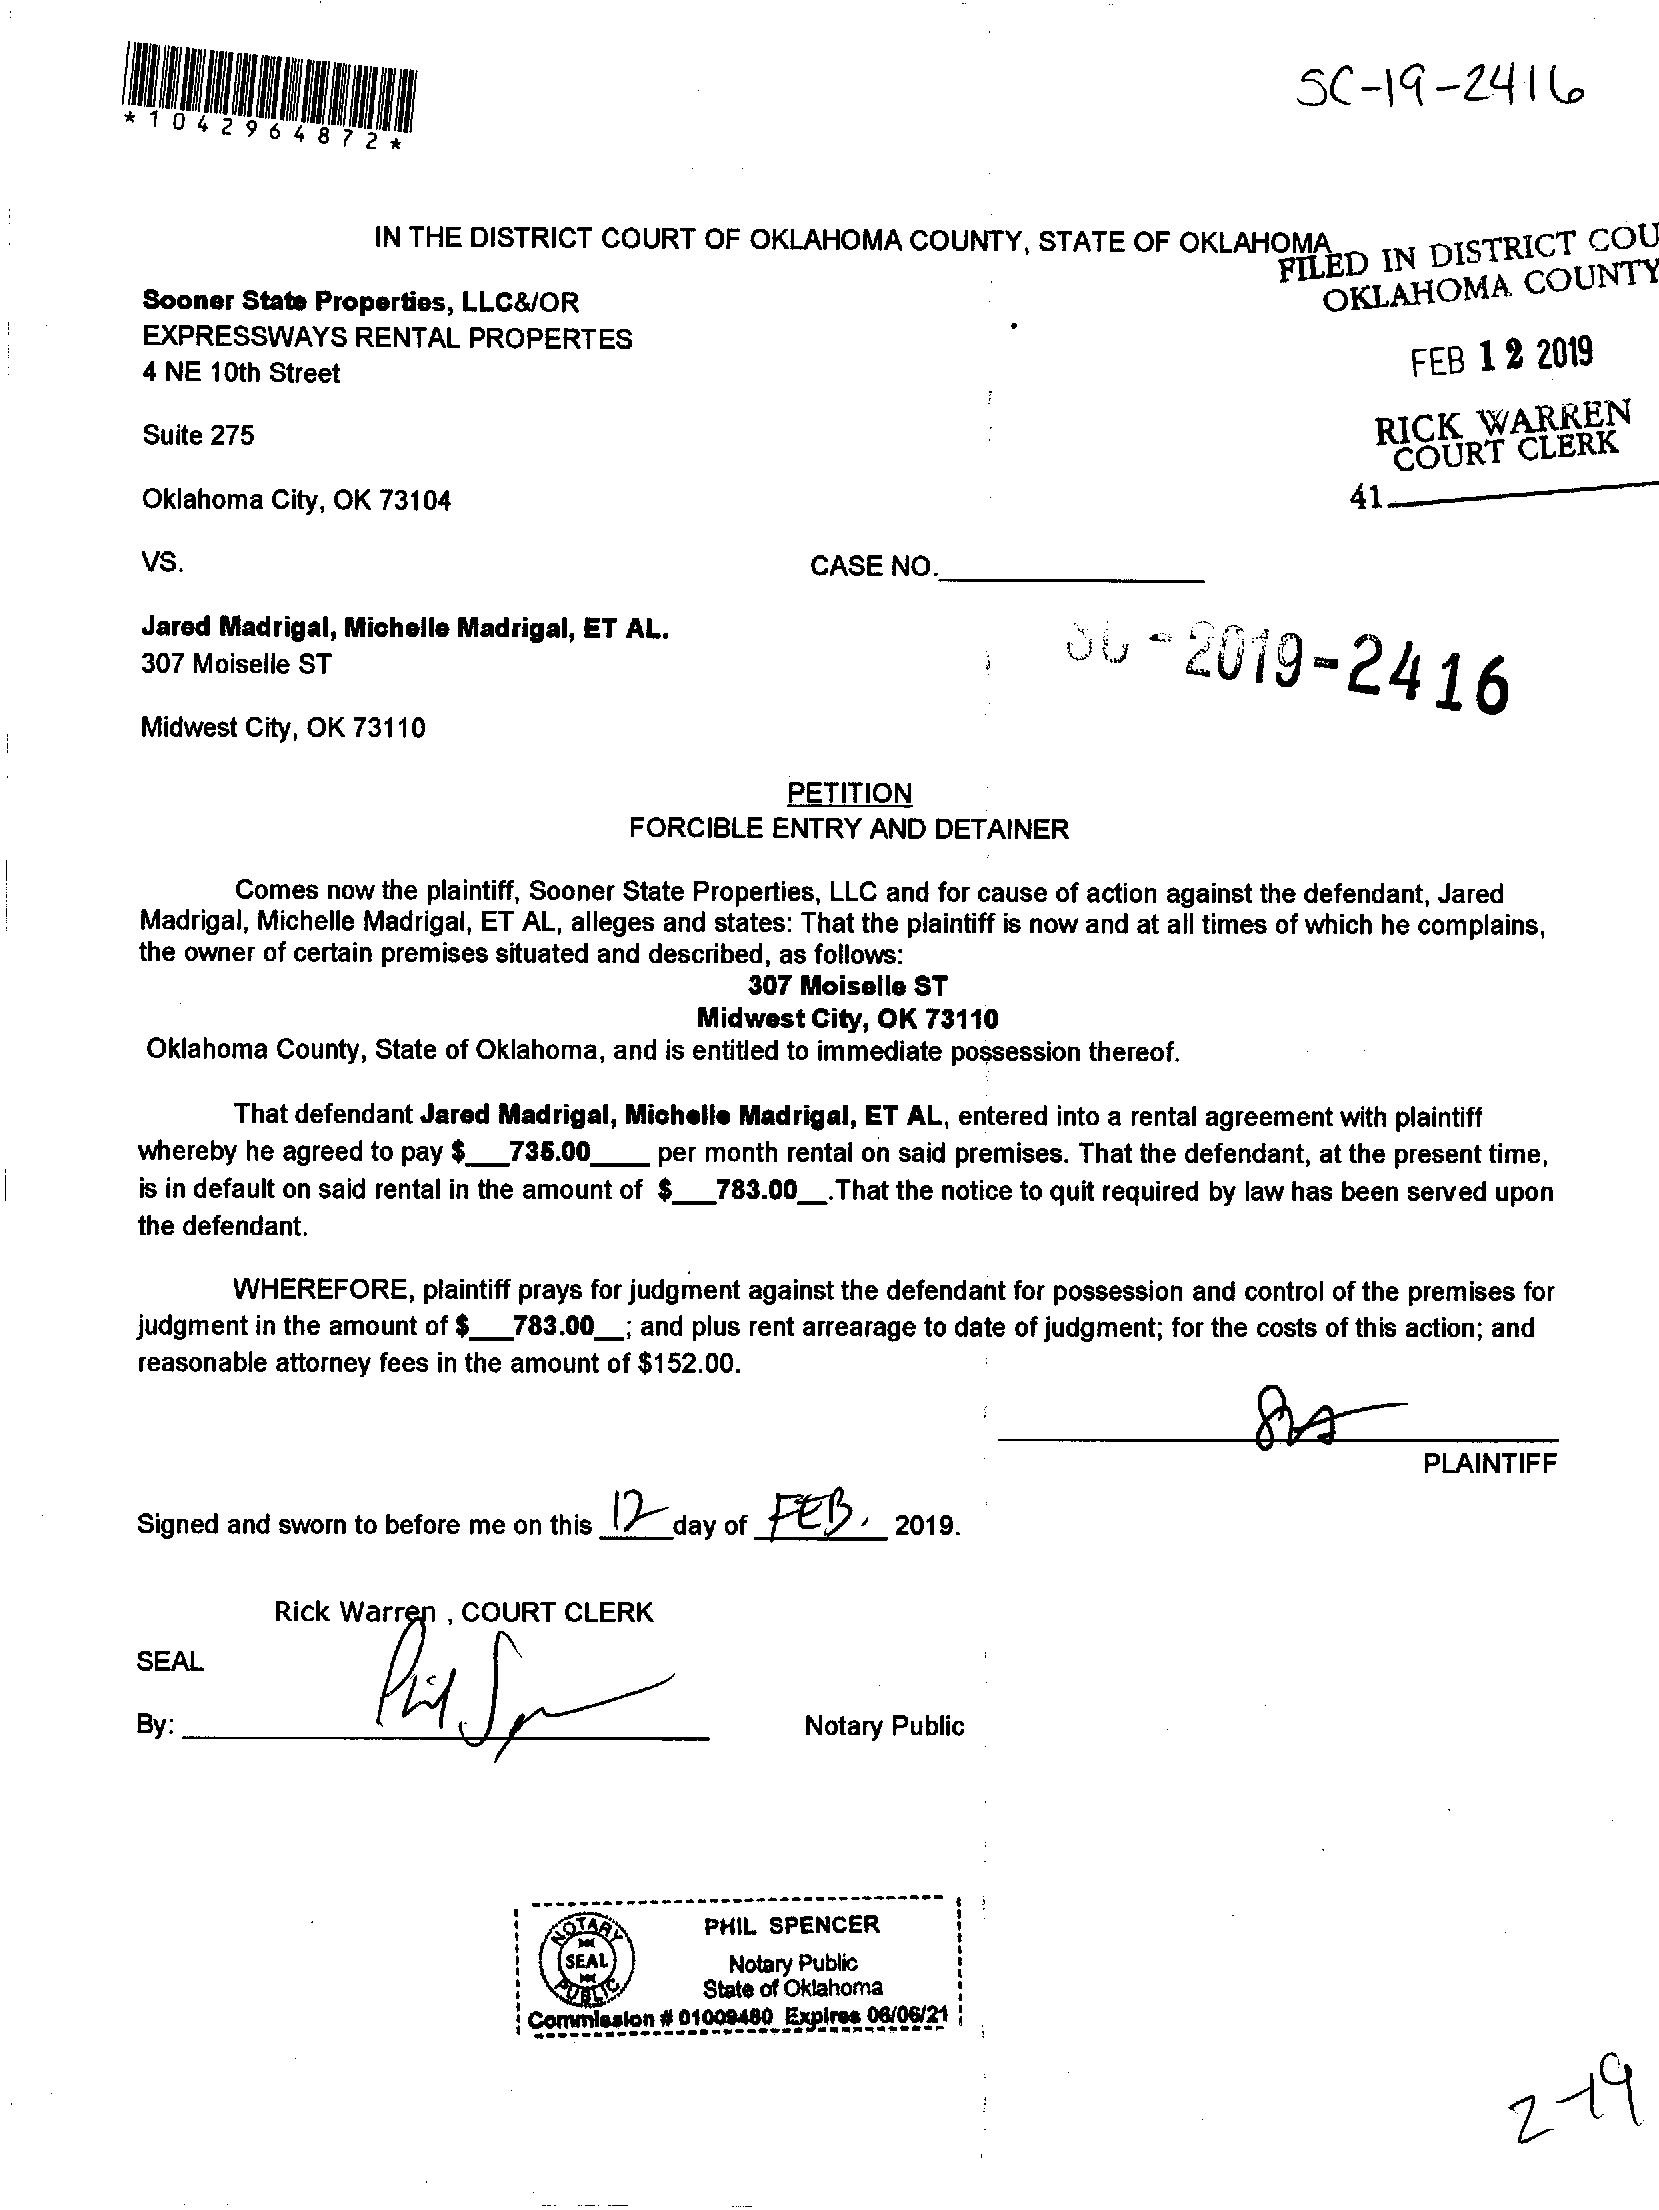 *1042964872*
SC-19-2416
IN THE DISTRICT COURT OF OKLAHOMA COUNTY, STATE OF OKLAHOMA
FILED IN DISTRICT COU
OKLAHOMA COUNTY
FEB 12 2019
RICK WARREN
COURT CLERK
41
Sooner State Properties, LLC&/OR
EXPRESSWAYS RENTAL PROPERTES
4 NE 10th Street
Suite 275
Oklahoma City, OK 73104
VS.
CASE NO.
Jared Madrigal, Michelle Madrigal, ET AL.
307 Moiselle ST
SC-2019-2416
Midwest City, OK 73110
PETITION
FORCIBLE ENTRY AND DETAINER
Comes now the plaintiff, Sooner State Properties, LLC and for cause of action against the defendant, Jared
Madrigal, Michelle Madrigal, ET AL, alleges and states: That the plaintiff is now and at all times of which he complains,
the owner of certain premises situated and described, as follows:
307 Moiselle ST
Midwest City, OK 73110
Oklahoma County, State of Oklahoma, and is entitled to immediate possession thereof.
That defendant Jared Madrigal, Michelle Madrigal, ET AL, entered into a rental agreement with plaintiff
whereby he agreed to pay $___735.00____ per month rental on said premises. That the defendant, at the present time,
is in default on said rental in the amount of $___783.00__.That the notice to quit required by law has been served upon
the defendant.
WHEREFORE, plaintiff prays for judgment against the defendant for possession and control of the premises for
judgment in the amount of $___783.00__; and plus rent arrearage to date of judgment; for the costs of this action; and
reasonable attorney fees in the amount of $152.00.
PLAINTIFF
Signed and sworn to before me on this 12 day of FEB. 2019.
Rick Warren , COURT CLERK
SEAL
By: Phil Spencer Notary Public
NOTARY PUBLIC
SEAL
PHIL SPENCER
Notary Public
State of Oklahoma
Commission # 01009480 Expires 06/06/21
2-19